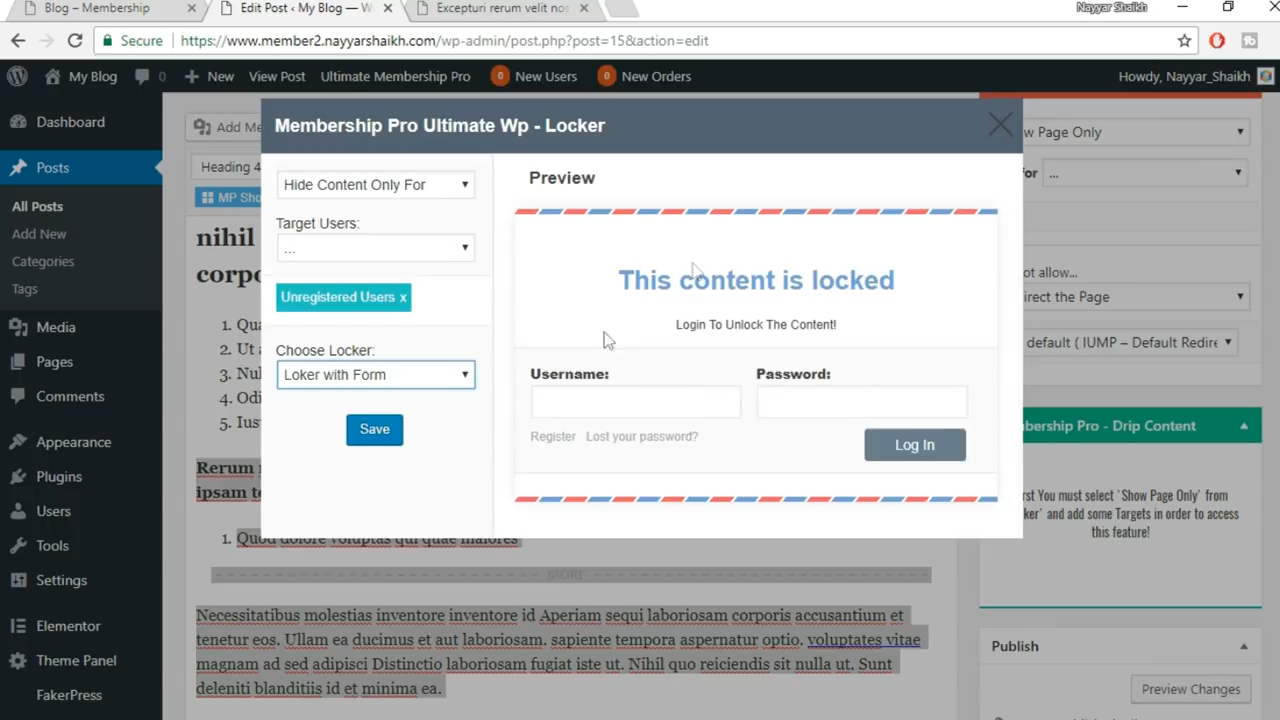 Blog – Membership
Edit Post ‹ My Blog — W
Excepturi rerum velit nos
Nayyar Shaikh
Secure
https://www.member2.nayyarshaikh.com/wp-admin/post.php?post=15&action=edit
My Blog
0
New
View Post
Ultimate Membership Pro
0
New Users
0
New Orders
Howdy, Nayyar_Shaikh
Dashboard
Posts
All Posts
Add New
Categories
Tags
Media
Pages
Comments
Appearance
Plugins
Users
Tools
Settings
Elementor
Theme Panel
FakerPress
Add Me
Heading 4
MP Sho
nihil
corpo
1. Qua
2. Ut a
3. Nul
4. Odi
5. Ius
Rerum
ipsam te
1. Quod dolore voluptas qui quae maiores
MORE
Necessitatibus molestias inventore inventore id Aperiam sequi laboriosam corporis accusantium et
tenetur eos. Ullam ea ducimus et aut laboriosam. sapiente tempora aspernatur optio. voluptates vitae
magnam ad sed adipisci Distinctio laboriosam fugiat iste ut. Nihil quo reiciendis sit nulla ut. Sunt
deleniti blanditiis id et minima ea.
Membership Pro Ultimate Wp - Locker
Hide Content Only For
Target Users:
...
Unregistered Users x
Choose Locker:
Loker with Form
Save
Preview
This content is locked
Login To Unlock The Content!
Username:
Password:
Register
Lost your password?
Log In
w Page Only
for
...
ot allow...
irect the Page
default ( IUMP – Default Redire
bership Pro - Drip Content
rst You must select `Show Page Only` from
ker' and add some Targets in order to access
this feature!
Publish
Preview Changes